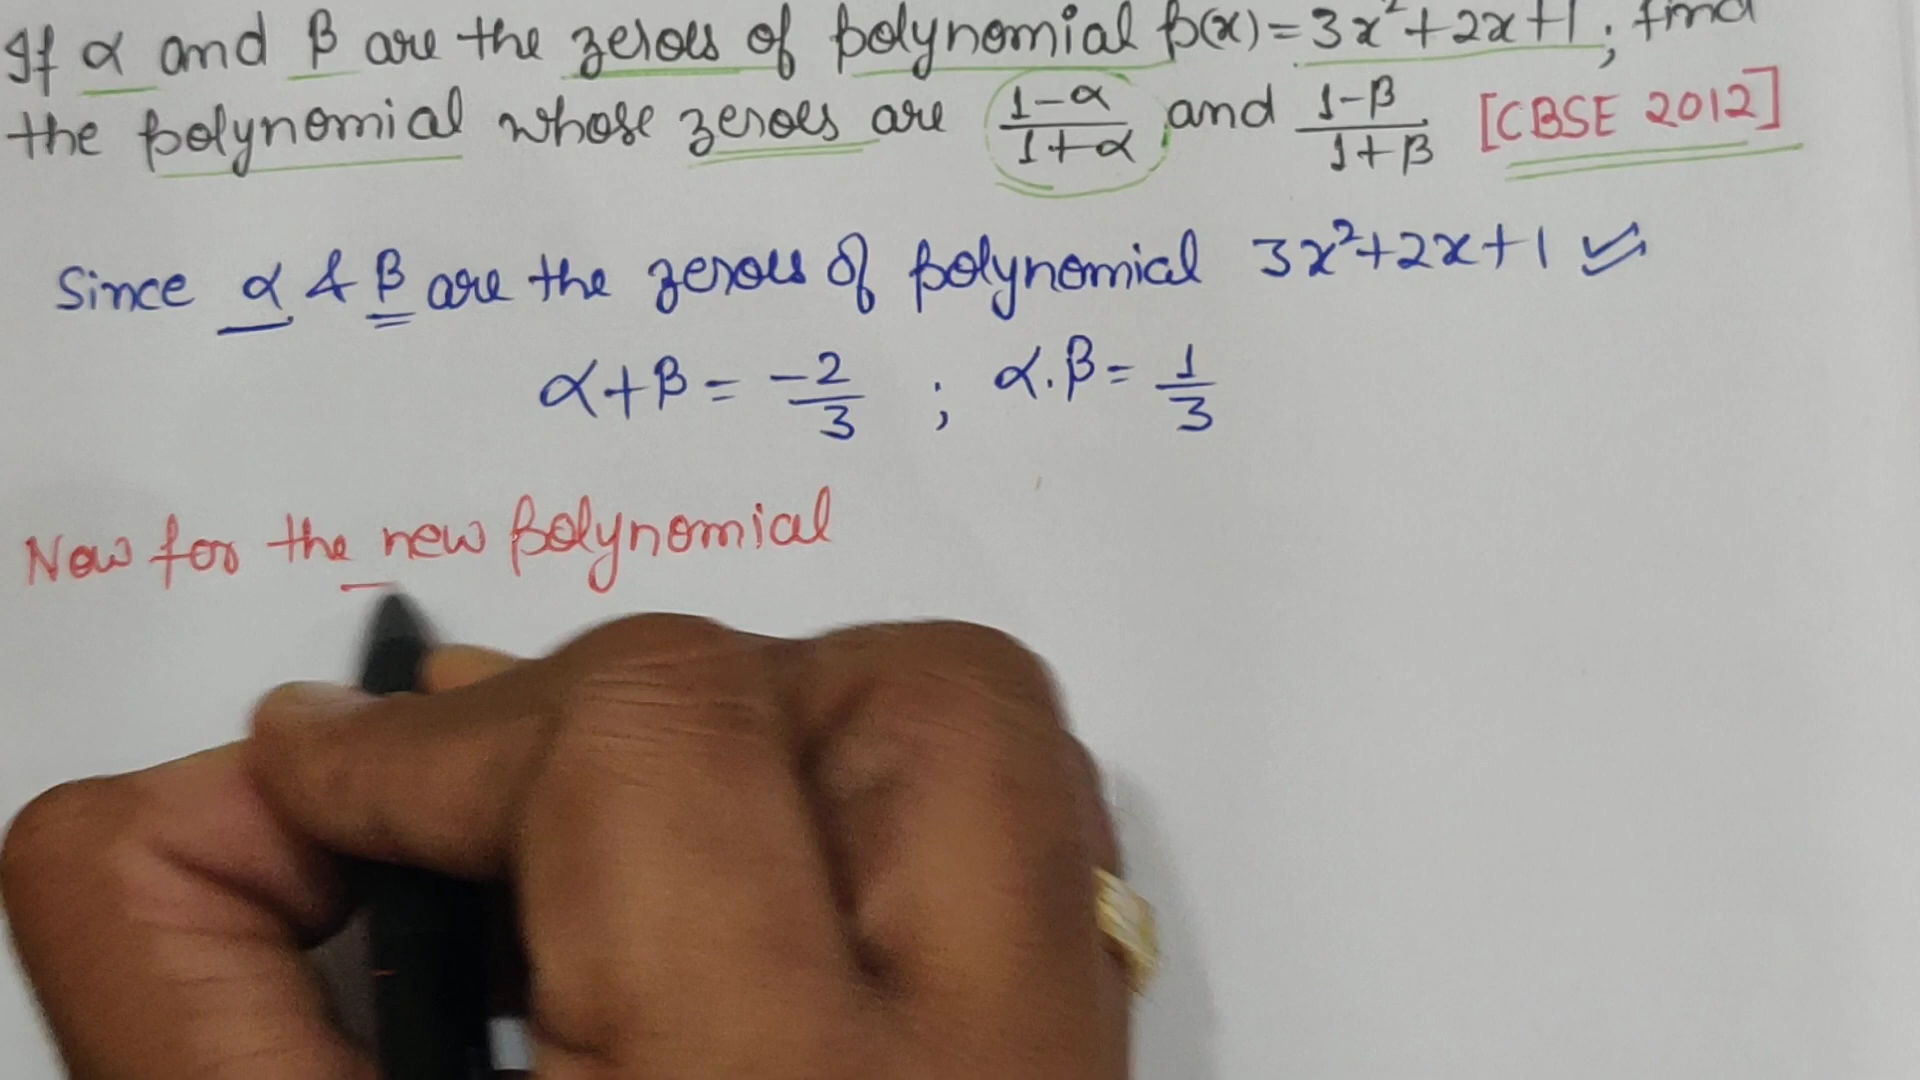 If α and β are the zeroes of polynomial p(x)=3x²+2x+1; find
the polynomial whose zeroes are (1-α)/(1+α) and (1-β)/(1+β) [CBSE 2012]
Since α & β are the zeroes of polynomial 3x²+2x+1
α+β = -2/3 ; α.β = 1/3
Now for the new polynomial